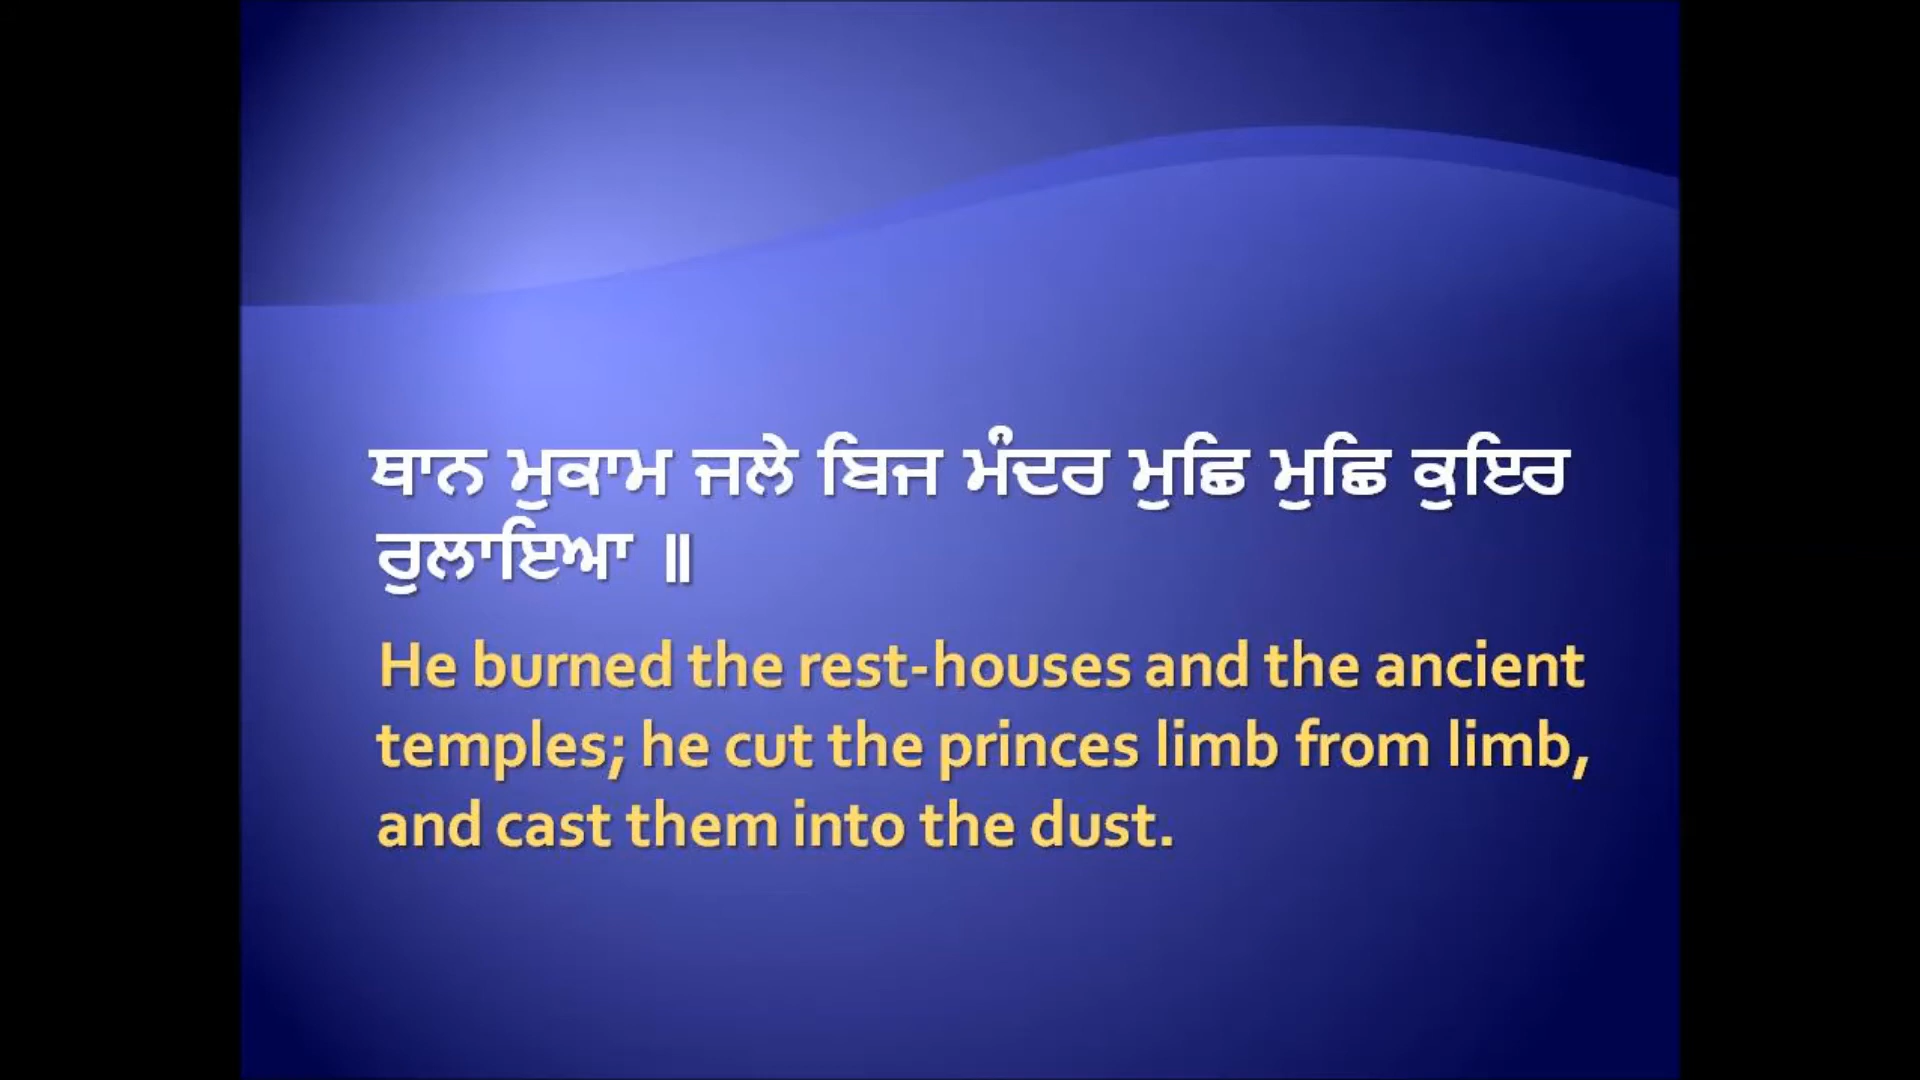 ਥਾਨ ਮੁਕਾਮ ਜਲੇ ਬਿਜ ਮੰਦਰ ਮੁਛਿ ਮੁਛਿ ਕੁਇਰ
ਰੁਲਾਇਆ ॥
He burned the rest-houses and the ancient
temples; he cut the princes limb from limb,
and cast them into the dust.